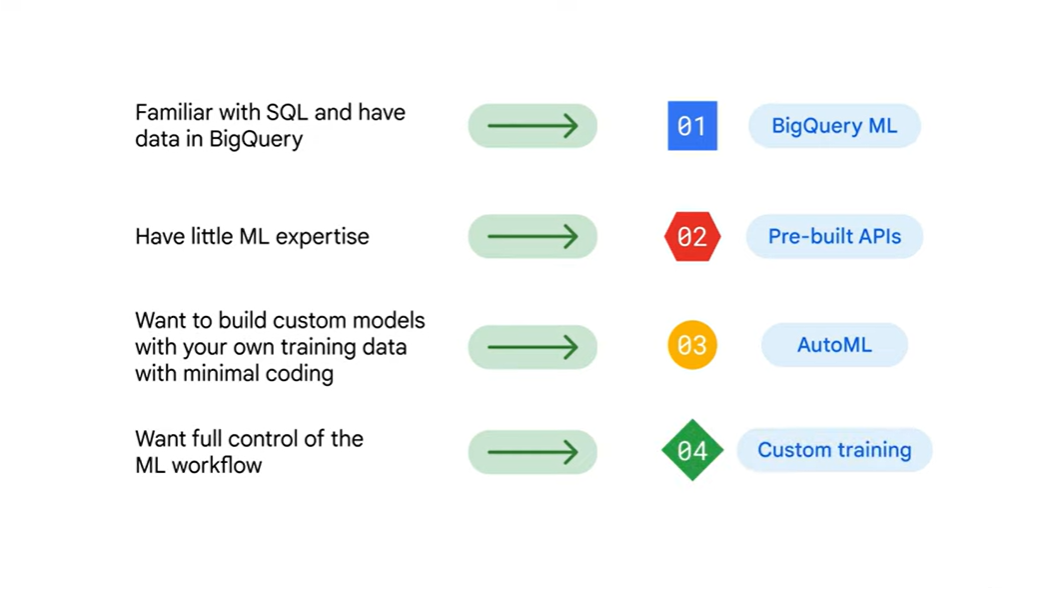 Familiar with SQL and have
data in BigQuery
01
BigQuery ML
Have little ML expertise
02
Pre-built APIs
Want to build custom models
with your own training data
with minimal coding
03
AutoML
Want full control of the
ML workflow
04
Custom training